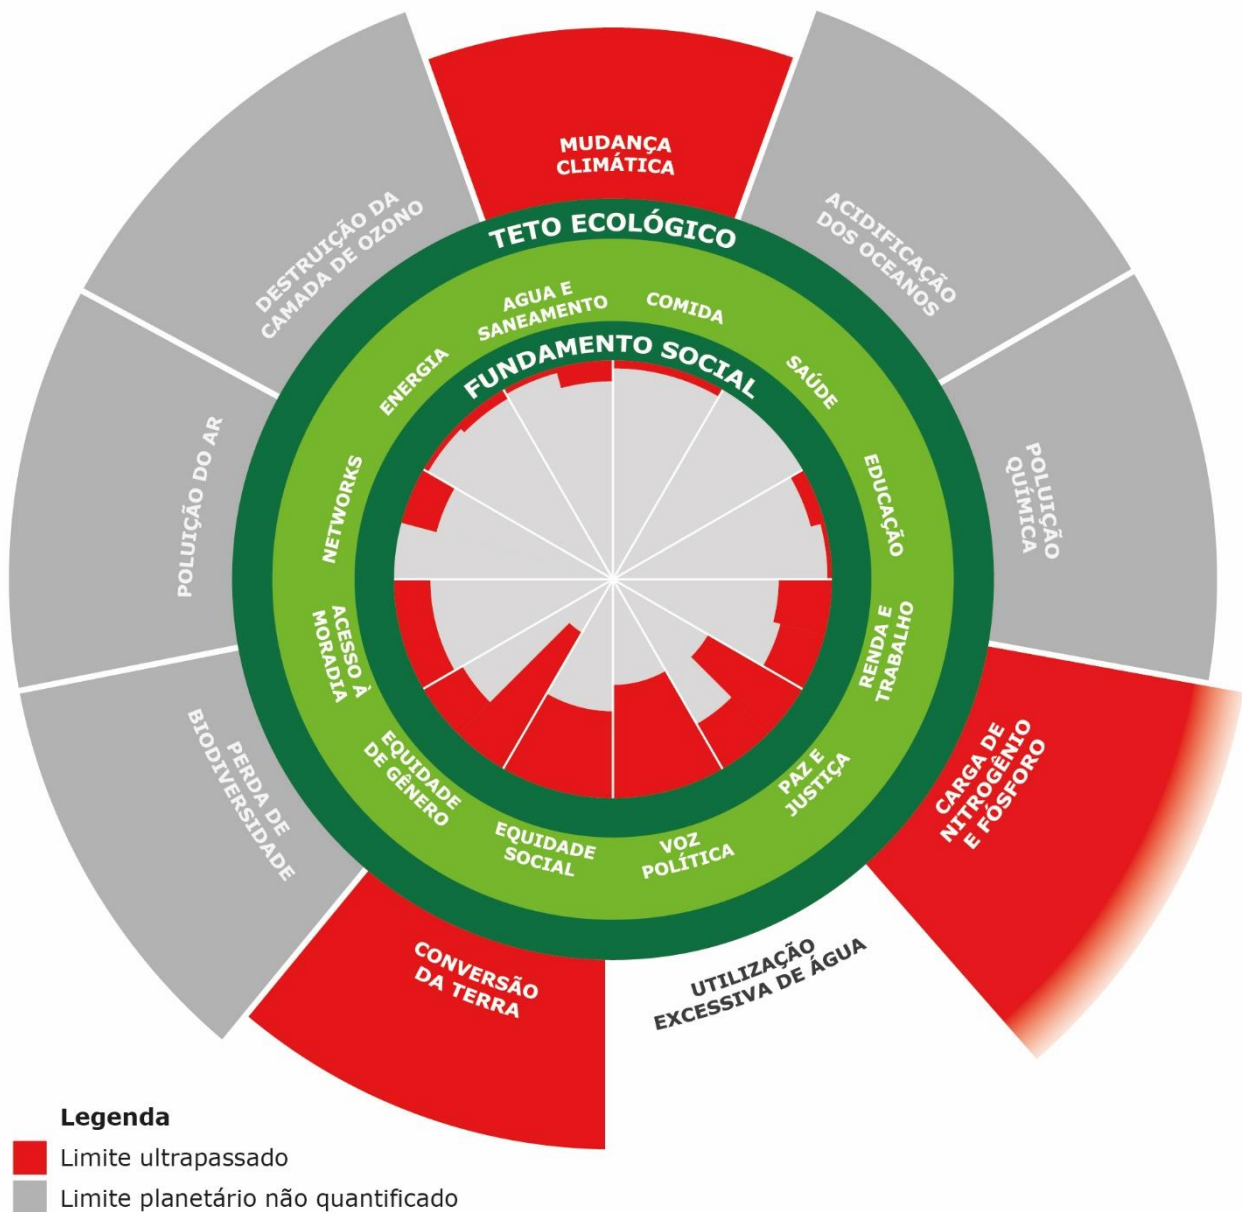 MUDANÇA
CLIMÁTICA
ACIDIFICAÇÃO
DOS OCEANOS
POLUIÇÃO
QUÍMICA
CARGA DE
NITROGÊNIO
E FÓSFORO
UTILIZAÇÃO
EXCESSIVA DE ÁGUA
CONVERSÃO
DA TERRA
PERDA DE
BIODIVERSIDADE
POLUIÇÃO DO AR
DESTRUIÇÃO DA
CAMADA DE OZONO
TETO ECOLÓGICO
AGUA E
SANEAMENTO
COMIDA
SAÚDE
EDUCAÇÃO
RENDA E
TRABALHO
PAZ E
JUSTIÇA
VOZ
POLÍTICA
EQUIDADE
SOCIAL
EQUIDADE
DE GÊNERO
ACESSO À
MORADIA
NETWORKS
ENERGIA
FUNDAMENTO SOCIAL
Legenda
Limite ultrapassado
Limite planetário não quantificado